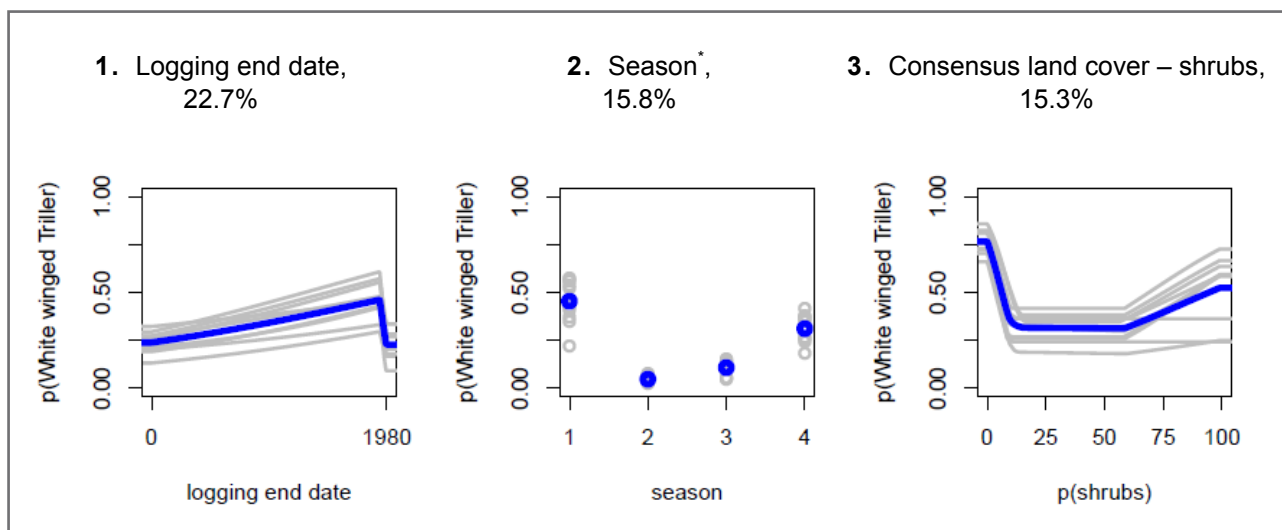 1. Logging end date,
22.7%
2. Season*,
15.8%
3. Consensus land cover – shrubs,
15.3%
p(White winged Triller)
1.00
0.50
0.00
0
1980
logging end date
p(White winged Triller)
1.00
0.50
0.00
1 2 3 4
season
p(White winged Triller)
1.00
0.50
0.00
0 25 50 75 100
p(shrubs)